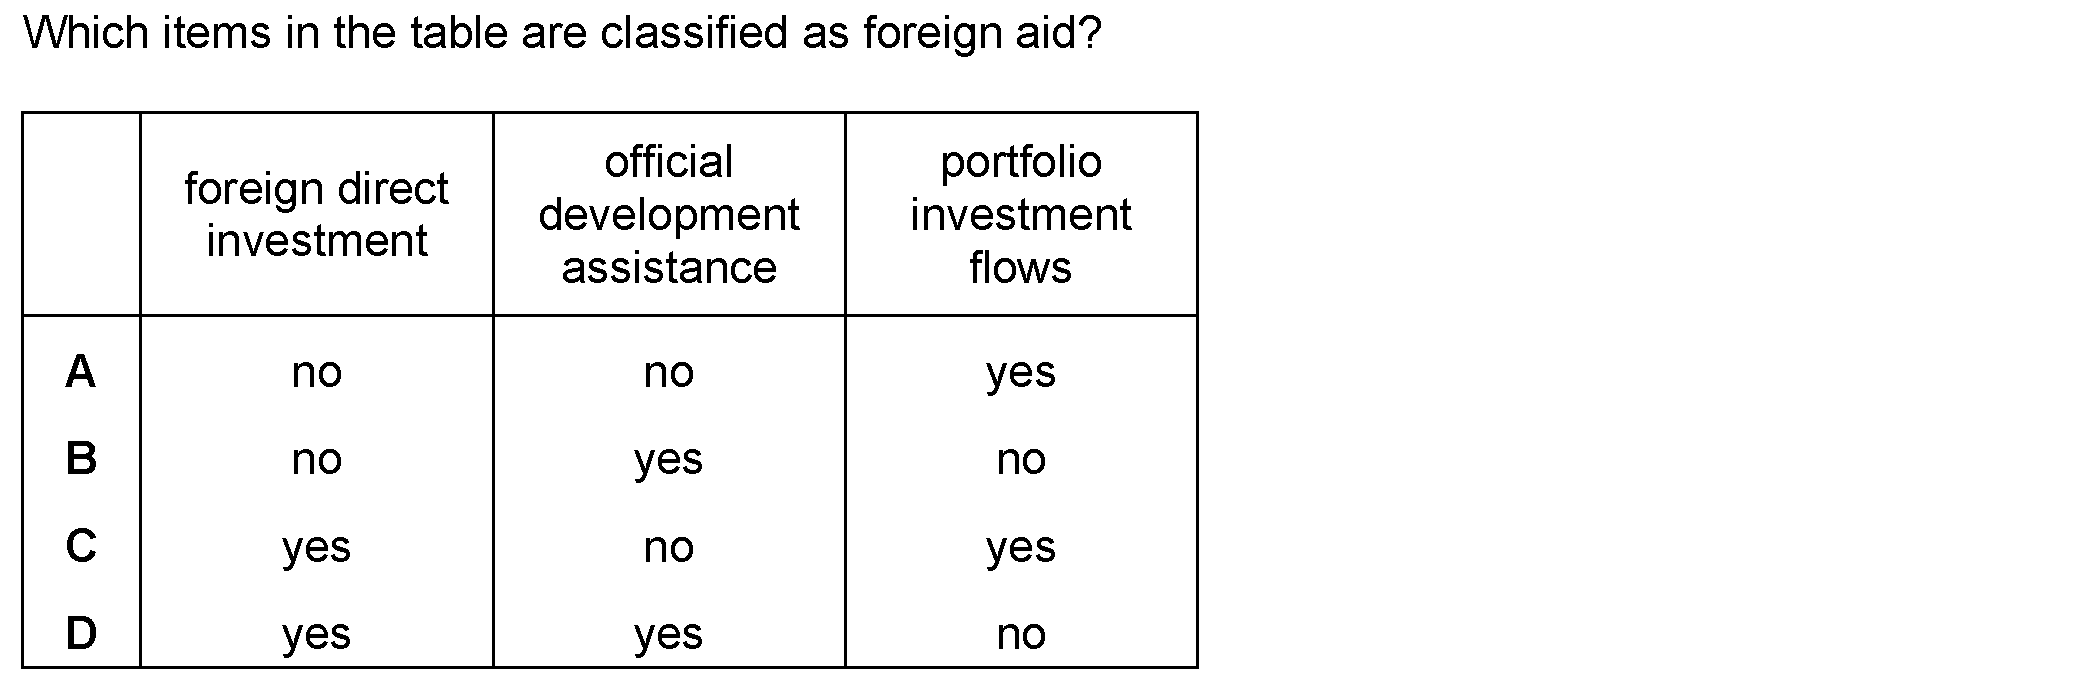 Which items in the table are classified as foreign aid?
foreign direct investment
official development assistance
portfolio investment flows
A no no yes
B no yes no
C yes no yes
D yes yes no